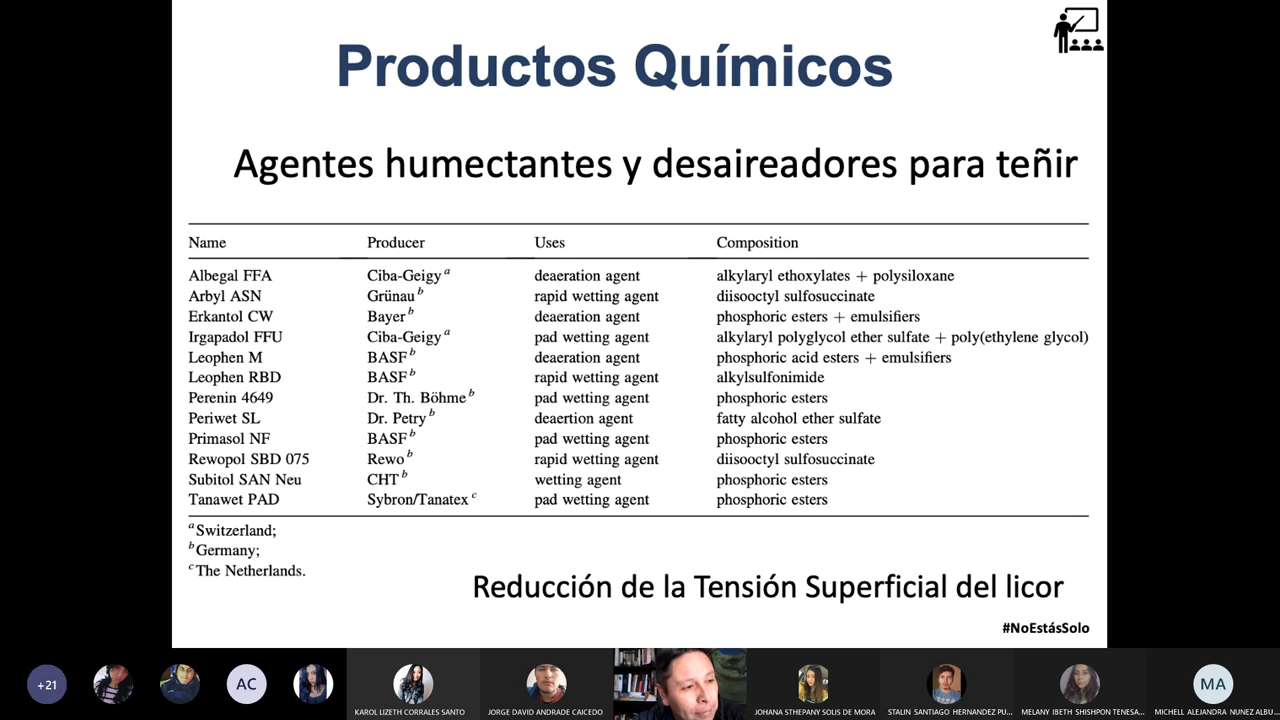 Productos Químicos
Agentes humectantes y desaireadores para teñir
Name Producer Uses Composition
Albegal FFA Ciba-Geigy a deaeration agent alkylaryl ethoxylates + polysiloxane
Arbyl ASN Grünau b rapid wetting agent diisooctyl sulfosuccinate
Erkantol CW Bayer b deaeration agent phosphoric esters + emulsifiers
Irgapadol FFU Ciba-Geigy a pad wetting agent alkylaryl polyglycol ether sulfate + poly(ethylene glycol)
Leophen M BASF b deaeration agent phosphoric acid esters + emulsifiers
Leophen RBD BASF b rapid wetting agent alkylsulfonimide
Perenin 4649 Dr. Th. Böhme b pad wetting agent phosphoric esters
Periwet SL Dr. Petry b deaertion agent fatty alcohol ether sulfate
Primasol NF BASF b pad wetting agent phosphoric esters
Rewopol SBD 075 Rewo b rapid wetting agent diisooctyl sulfosuccinate
Subitol SAN Neu CHT b wetting agent phosphoric esters
Tanawet PAD Sybron/Tanatex c pad wetting agent phosphoric esters
a Switzerland;
b Germany;
c The Netherlands.
Reducción de la Tensión Superficial del licor
#NoEstásSolo
+21
AC
KAROL LIZETH CORRALES SANTO
JORGE DAVID ANDRADE CAICEDO
JOHANA STHEPANY SOLIS DE MORA
STALIN SANTIAGO HERNANDEZ PU...
MELANY IBETH SHISHPON TENESA...
MA
MICHELL ALEJANDRA NUNEZ ALBU